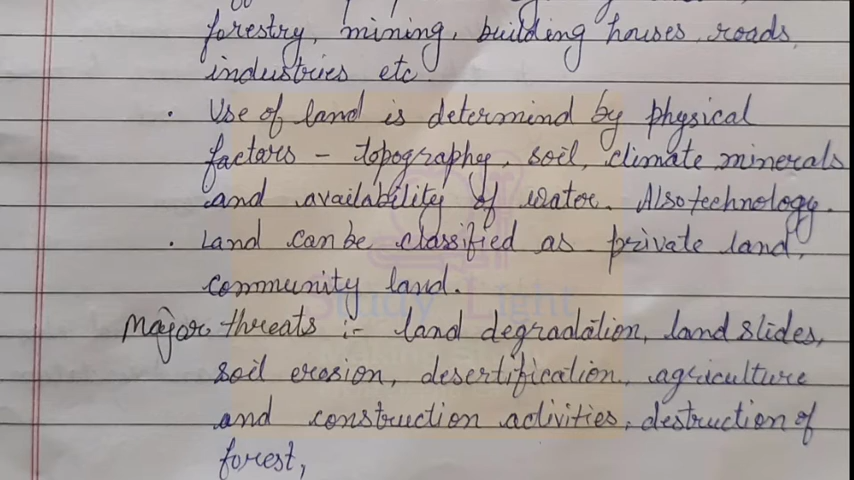 forestry, mining, building houses, roads,
industries etc.
. Use of land is determind by physical
factors - topography, soil, climate minerals
and availability of water. Also technology.
. Land can be classified as private land,
community land.
Major threats :- land degradation, land slides,
soil erosion, desertification, agriculture
and construction activities, destruction of
forest,
Study Light